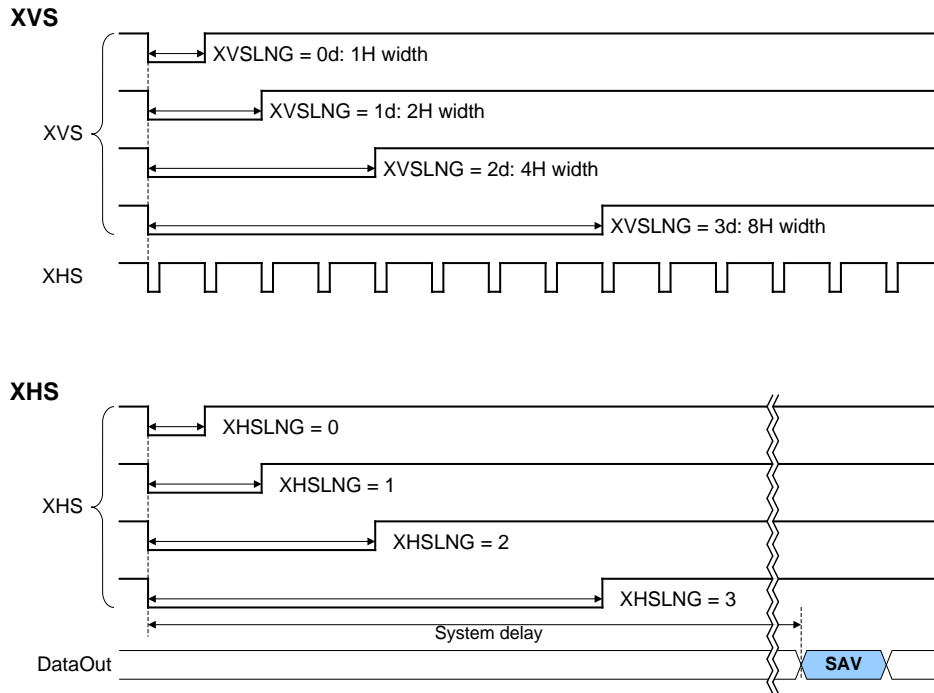 XVS
XVSLNG = 0d: 1H width
XVSLNG = 1d: 2H width
XVS
XVSLNG = 2d: 4H width
XVSLNG = 3d: 8H width
XHS
XHS
XHSLNG = 0
XHSLNG = 1
XHS
XHSLNG = 2
XHSLNG = 3
System delay
DataOut
SAV